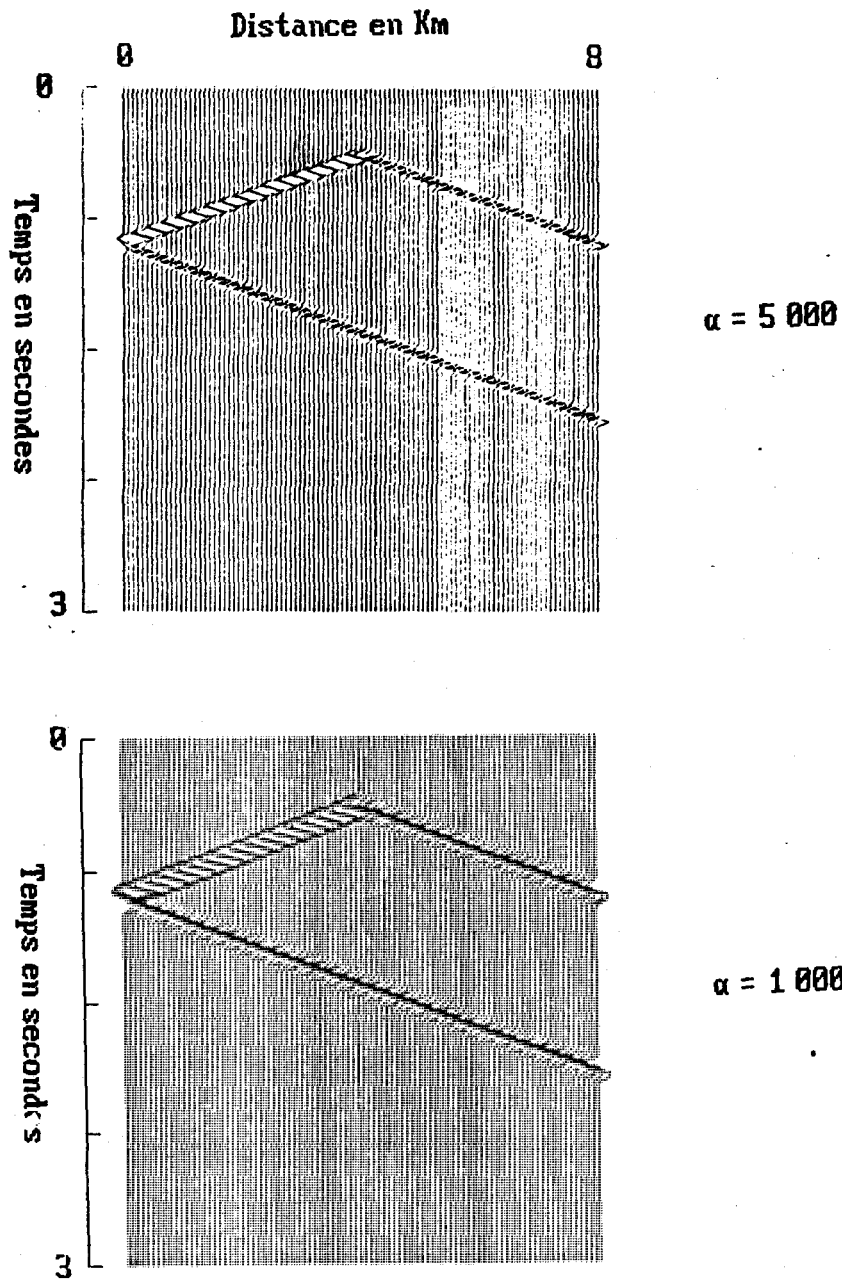 Distance en Km
0 8
0
Temps en secondes
α = 5 000
3
0
Temps en secondes
α = 1 000
3